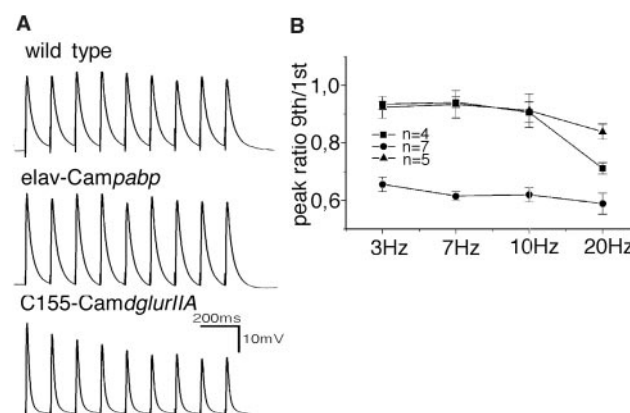 A
wild type
elav-Campabp
C155-CamdglurIIA
200ms
10mV
B
peak ratio 9th/1st
1,0
0,8
0,6
n=4
n=7
n=5
3Hz 7Hz 10Hz 20Hz